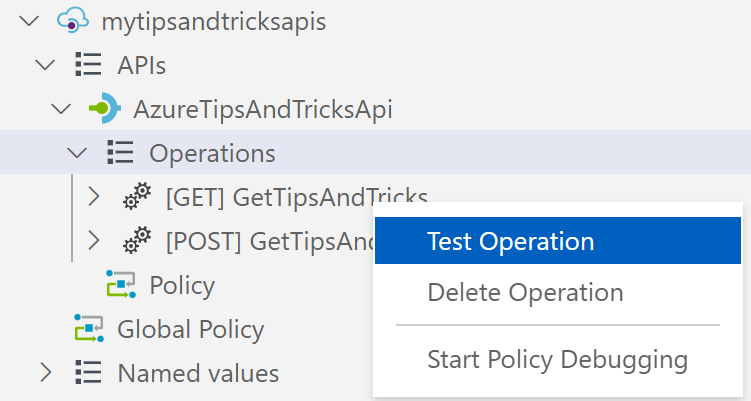 mytipsandtricksapis
APIs
AzureTipsAndTricksApi
Operations
[GET] GetTipsAndTricks
[POST] GetTipsAnd
Test Operation
Delete Operation
Policy
Global Policy
Start Policy Debugging
Named values